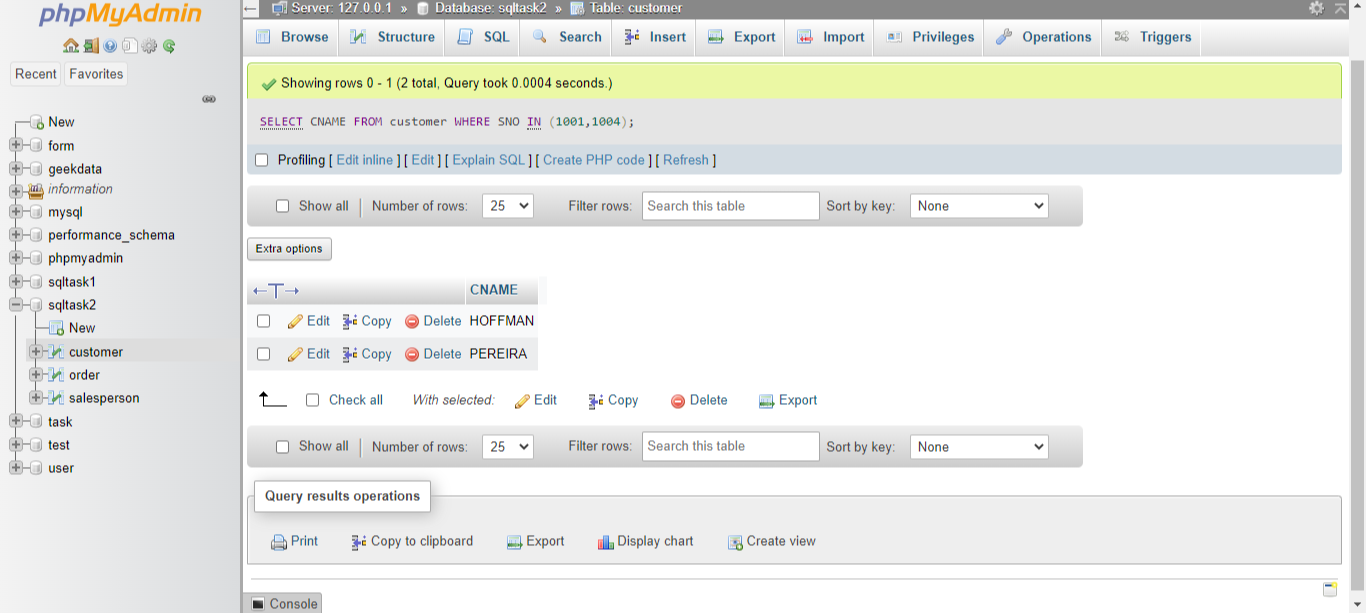 phpMyAdmin
Recent Favorites
New
form
geekdata
information
mysql
performance_schema
phpmyadmin
sqltask1
sqltask2
New
customer
order
salesperson
task
test
user
Server: 127.0.0.1 » Database: sqltask2 » Table: customer
Browse Structure SQL Search Insert Export Import Privileges Operations Triggers
Showing rows 0 - 1 (2 total, Query took 0.0004 seconds.)
SELECT CNAME FROM customer WHERE SNO IN (1001,1004);
Profiling [ Edit inline ] [ Edit ] [ Explain SQL ] [ Create PHP code ] [ Refresh ]
Show all | Number of rows: 25 Filter rows: Search this table Sort by key: None
Extra options
←T→ CNAME
Edit Copy Delete HOFFMAN
Edit Copy Delete PEREIRA
Check all With selected: Edit Copy Delete Export
Show all | Number of rows: 25 Filter rows: Search this table Sort by key: None
Query results operations
Print Copy to clipboard Export Display chart Create view
Console